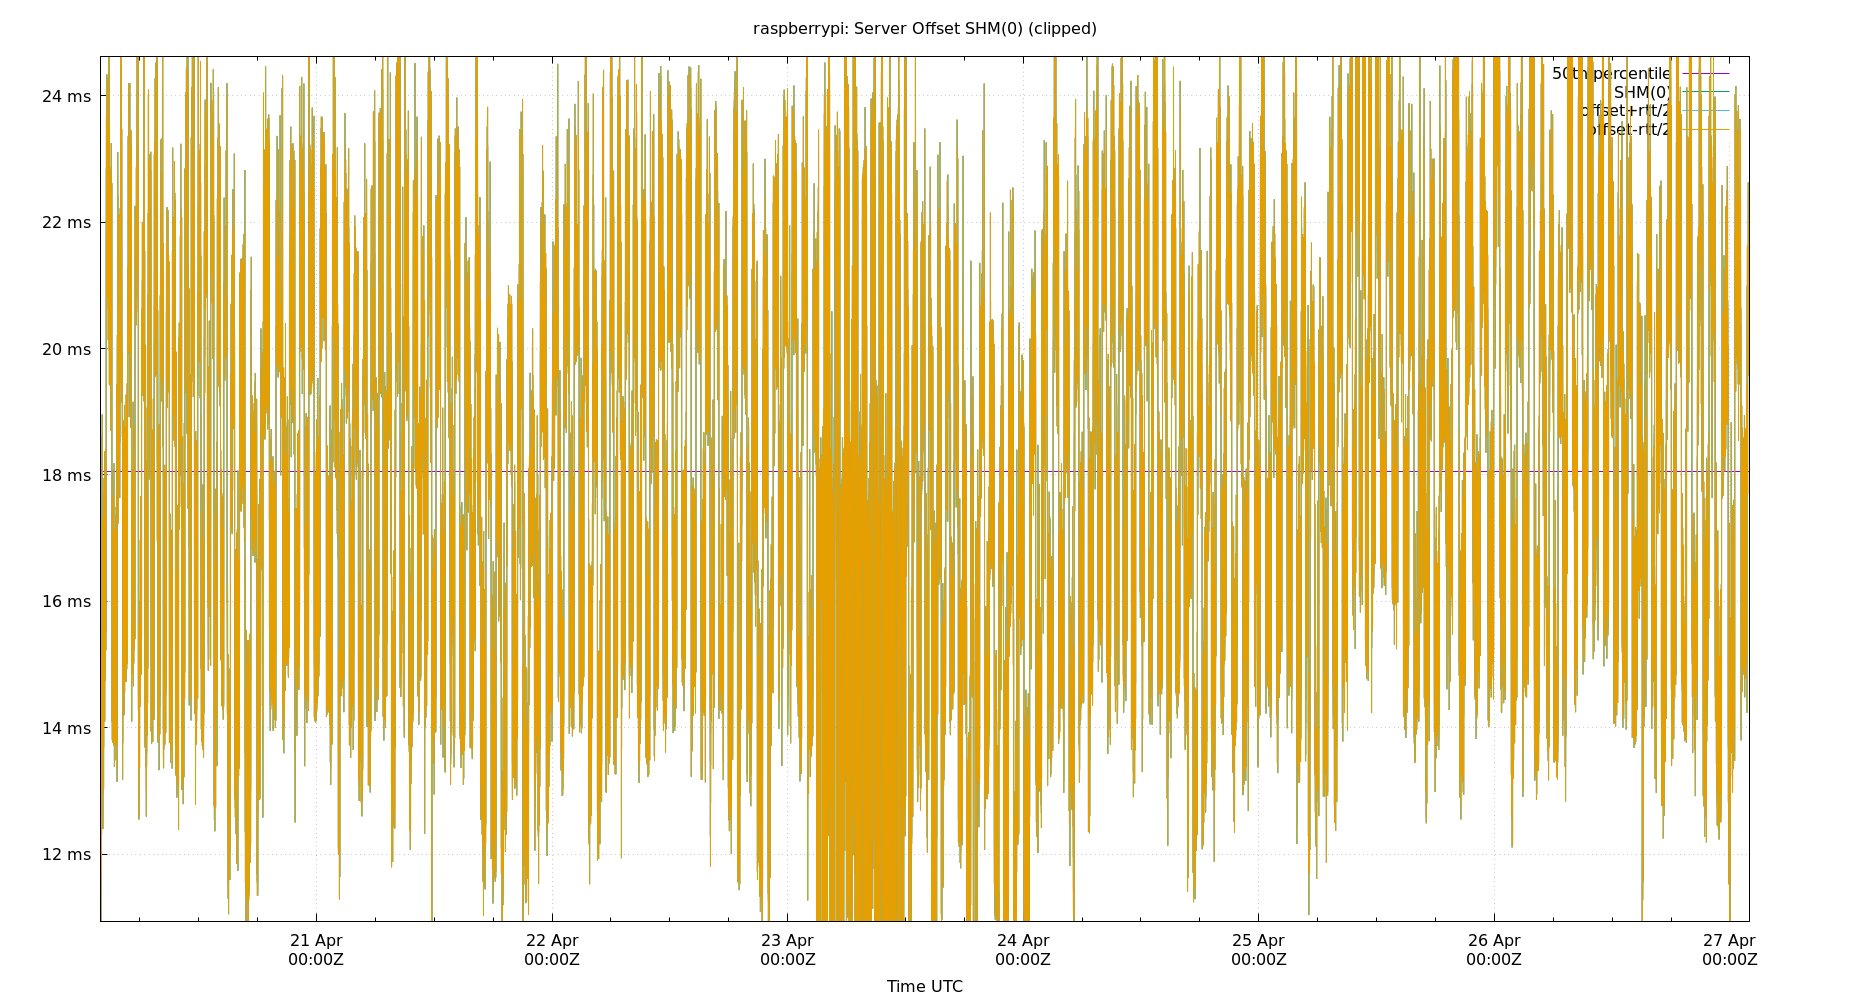 raspberrypi: Server Offset SHM(0) (clipped)
50th percentile
SHM(0)
offset+rtt/2
offset-rtt/2
24 ms
22 ms
20 ms
18 ms
16 ms
14 ms
12 ms
21 Apr 22 Apr 23 Apr 24 Apr 25 Apr 26 Apr 27 Apr
00:00Z 00:00Z 00:00Z 00:00Z 00:00Z 00:00Z 00:00Z
Time UTC